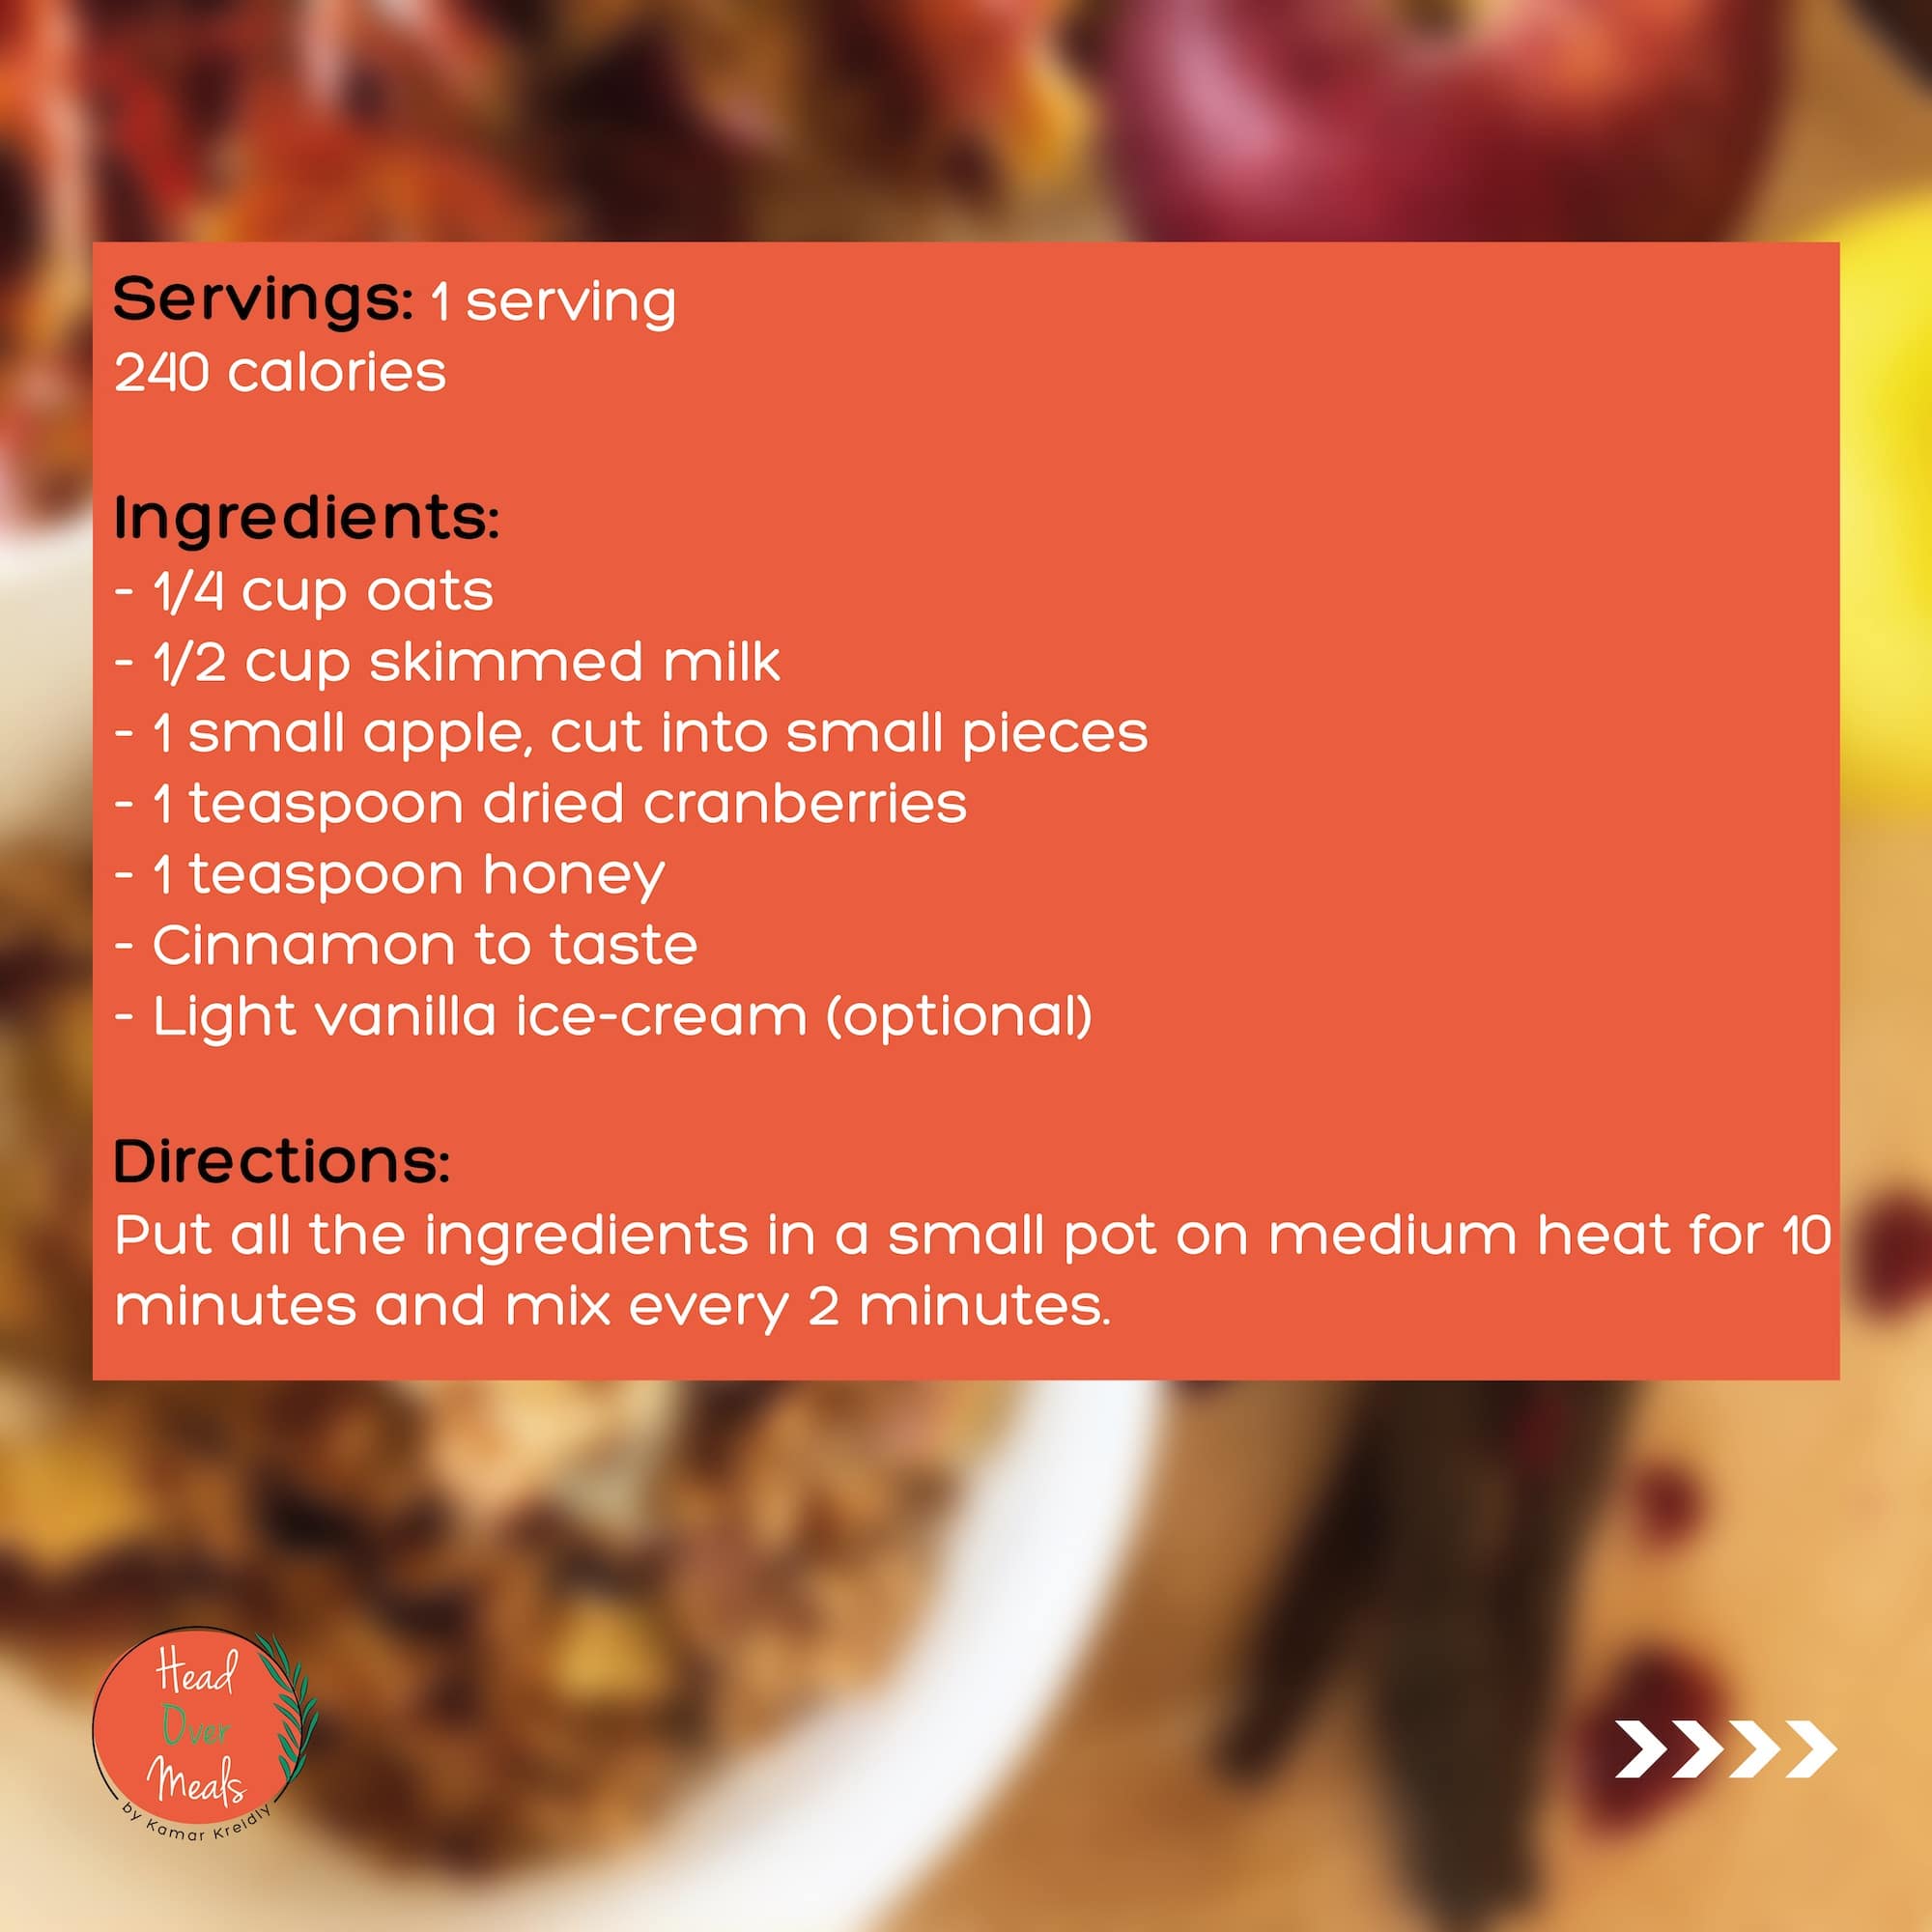 Servings: 1 serving
240 calories
Ingredients:
- 1/4 cup oats
- 1/2 cup skimmed milk
- 1 small apple, cut into small pieces
- 1 teaspoon dried cranberries
- 1 teaspoon honey
- Cinnamon to taste
- Light vanilla ice-cream (optional)
Directions:
Put all the ingredients in a small pot on medium heat for 10
minutes and mix every 2 minutes.
Head
Over
Meals
by Kamar Kreidly